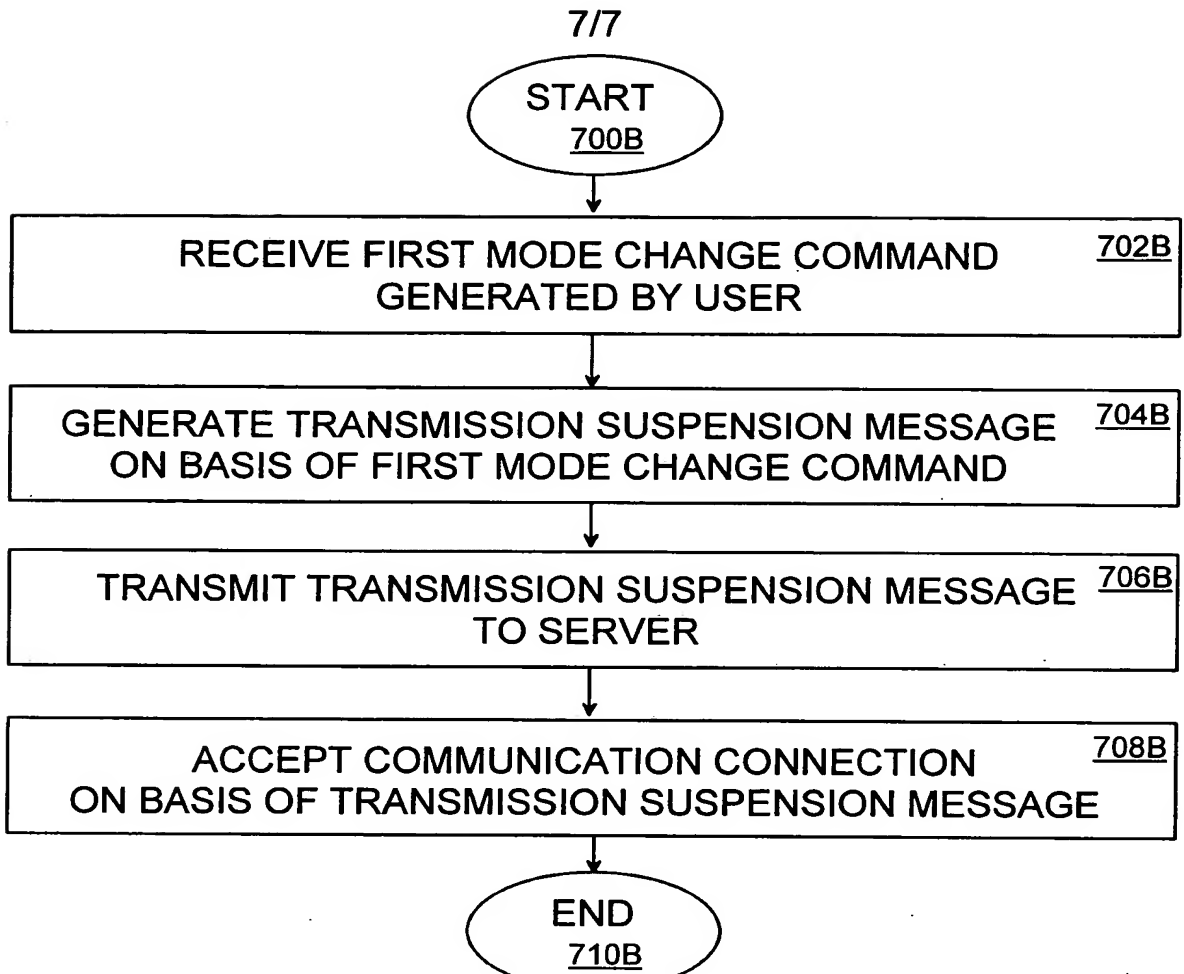 7/7
START
700B
RECEIVE FIRST MODE CHANGE COMMAND
GENERATED BY USER
702B
GENERATE TRANSMISSION SUSPENSION MESSAGE
ON BASIS OF FIRST MODE CHANGE COMMAND
704B
TRANSMIT TRANSMISSION SUSPENSION MESSAGE
TO SERVER
706B
ACCEPT COMMUNICATION CONNECTION
ON BASIS OF TRANSMISSION SUSPENSION MESSAGE
708B
END
710B